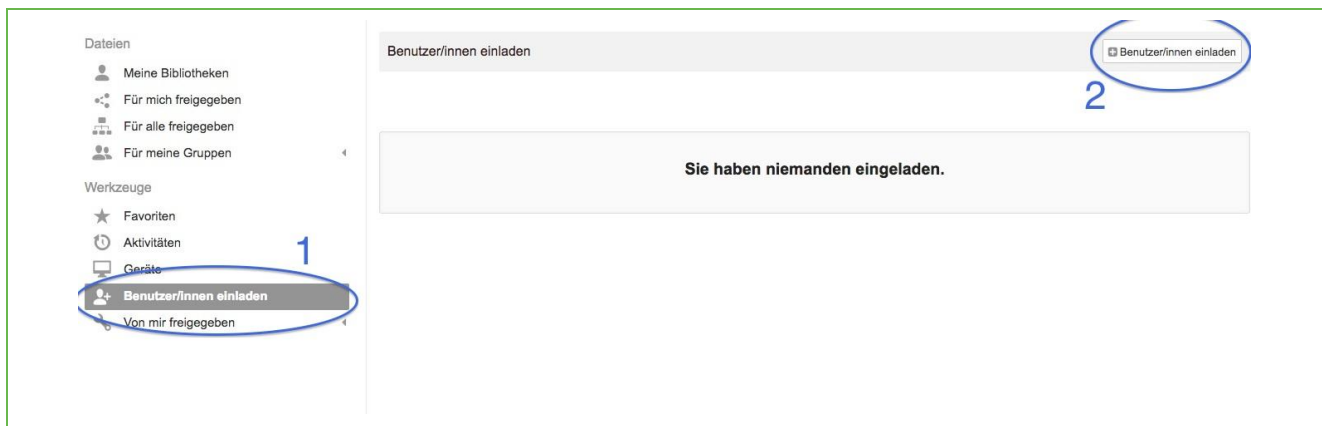 Dateien
Meine Bibliotheken
Für mich freigegeben
Für alle freigegeben
Für meine Gruppen
Werkzeuge
Favoriten
Aktivitäten
1
Geräte
Benutzer/innen einladen
Von mir freigegeben
Benutzer/innen einladen
Benutzer/innen einladen
2
Sie haben niemanden eingeladen.